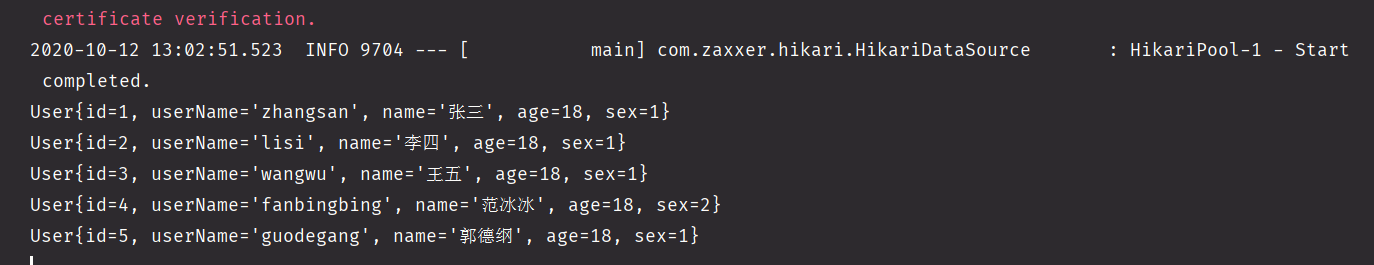 certificate verification.
2020-10-12 13:02:51.523  INFO 9704 --- [           main] com.zaxxer.hikari.HikariDataSource       : HikariPool-1 - Start
completed.
User{id=1, userName='zhangsan', name='张三', age=18, sex=1}
User{id=2, userName='lisi', name='李四', age=18, sex=1}
User{id=3, userName='wangwu', name='王五', age=18, sex=1}
User{id=4, userName='fanbingbing', name='范冰冰', age=18, sex=2}
User{id=5, userName='guodegang', name='郭德纲', age=18, sex=1}